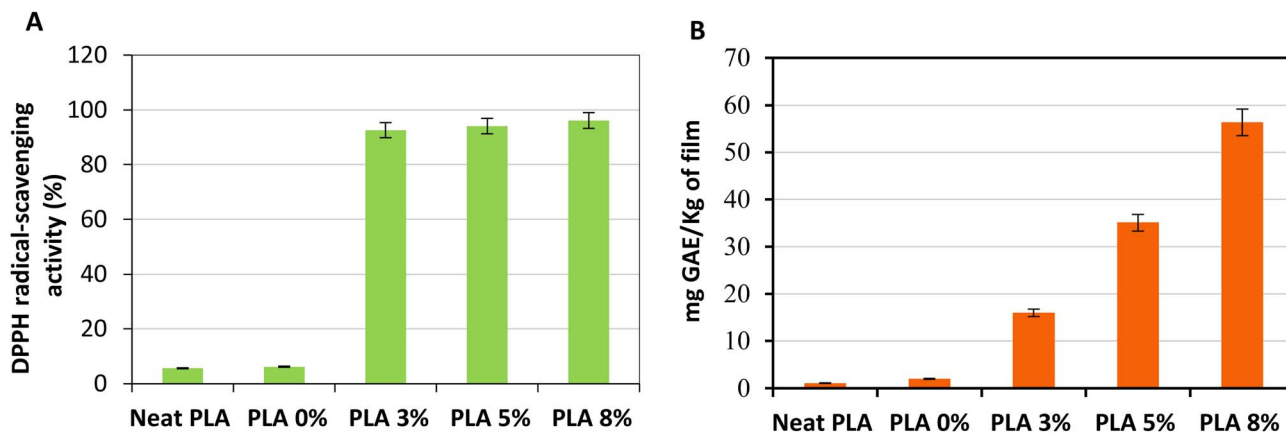 A
DPPH radical-scavenging
activity (%)
120
100
80
60
40
20
0
Neat PLA PLA 0% PLA 3% PLA 5% PLA 8%
B
mg GAE/Kg of film
70
60
50
40
30
20
10
0
Neat PLA PLA 0% PLA 3% PLA 5% PLA 8%